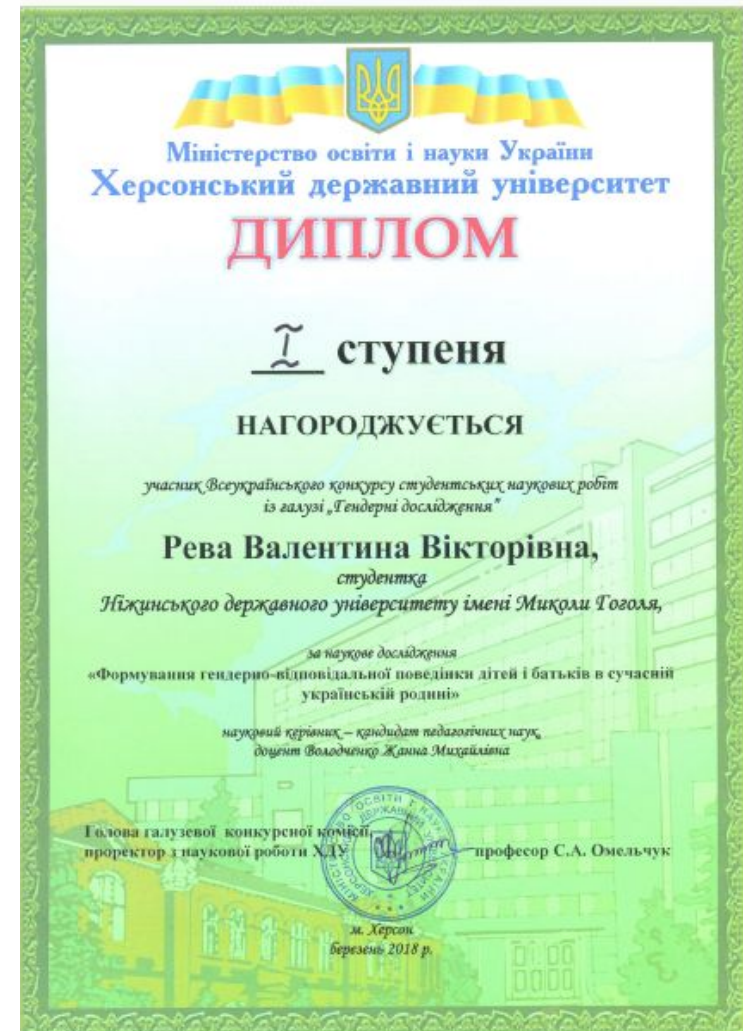 Міністерство освіти і науки України
Херсонський державний університет
ДИПЛОМ
I ступеня
НАГОРОДЖУЄТЬСЯ
учасник Всеукраїнського конкурсу студентських наукових робіт
із галузі „Гендерні дослідження"
Рева Валентина Вікторівна,
студентка
Ніжинського державного університету імені Миколи Гоголя,
за наукове дослідження
«Формування гендерно-відповідальної поведінки дітей і батьків в сучасній
українській родині»
науковий керівник – кандидат педагогічних наук,
доцент Володченко Жанна Михайлівна
Голова галузевої конкурсної комісії,
проректор з наукової роботи ХДУ професор С.А. Омельчук
м. Херсон
березень 2018 р.